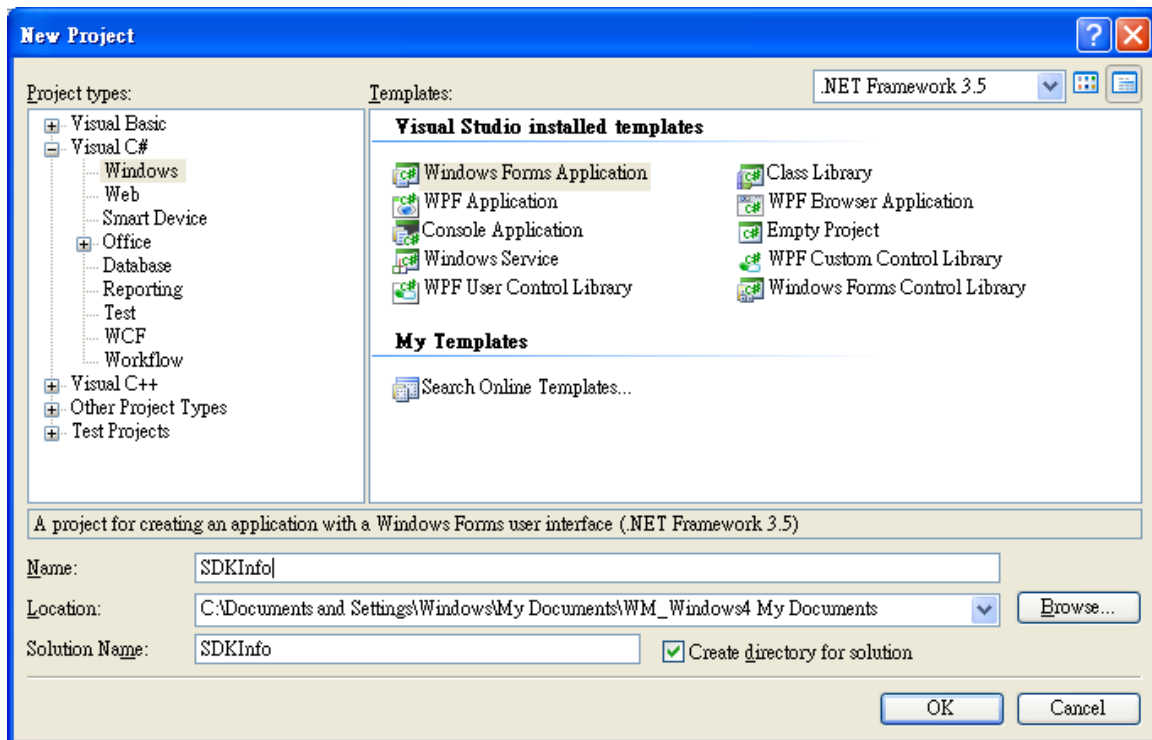 New Project
Project types:
Templates:
.NET Framework 3.5
Visual Basic
Visual C#
Windows
Web
Smart Device
Office
Database
Reporting
Test
WCF
Workflow
Visual C++
Other Project Types
Test Projects
Visual Studio installed templates
Windows Forms Application
Class Library
WPF Application
WPF Browser Application
Console Application
Empty Project
Windows Service
WPF Custom Control Library
WPF User Control Library
Windows Forms Control Library
My Templates
Search Online Templates...
A project for creating an application with a Windows Forms user interface (.NET Framework 3.5)
Name:
SDKInfo
Location:
C:\Documents and Settings\Windows\My Documents\WM_Windows4 My Documents
Browse...
Solution Name:
SDKInfo
Create directory for solution
OK
Cancel